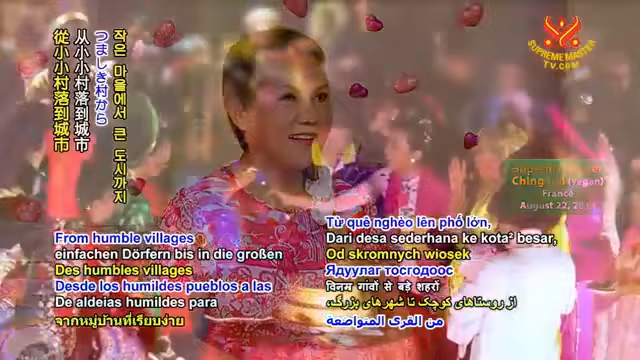 從小小村落到城市
从小小村落到城市
つましき村から
작은 마을에서 큰 도시까지
SUPREME MASTER
TV.COM
(vegan)
France
August 22,
From humble villages
einfachen Dörfern bis in die großen
Des humbles villages
Desde los humildes pueblos a las
De aldeias humildes para
จากหมู่บ้านที่เรียบง่าย
Từ quê nghèo lên phố lớn,
Dari desa sederhana ke kota² besar,
Od skromnych wiosek
Ядуулаг тосгодоос
विनम्र गांवों से बड़े शहरों
از روستاهای کوچک تا شهرهای بزرگ،
من القرى المتواضعة